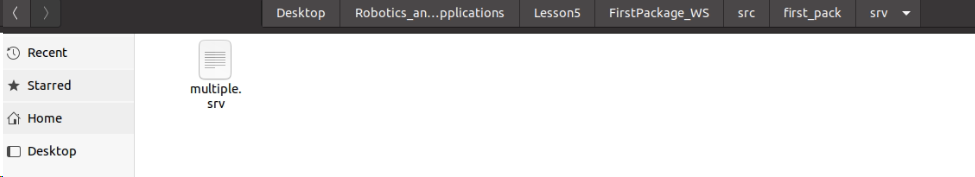 Desktop Robotics_an...pplications Lesson5 FirstPackage_WS src first_pack srv
Recent
Starred
Home
Desktop
multiple.
srv